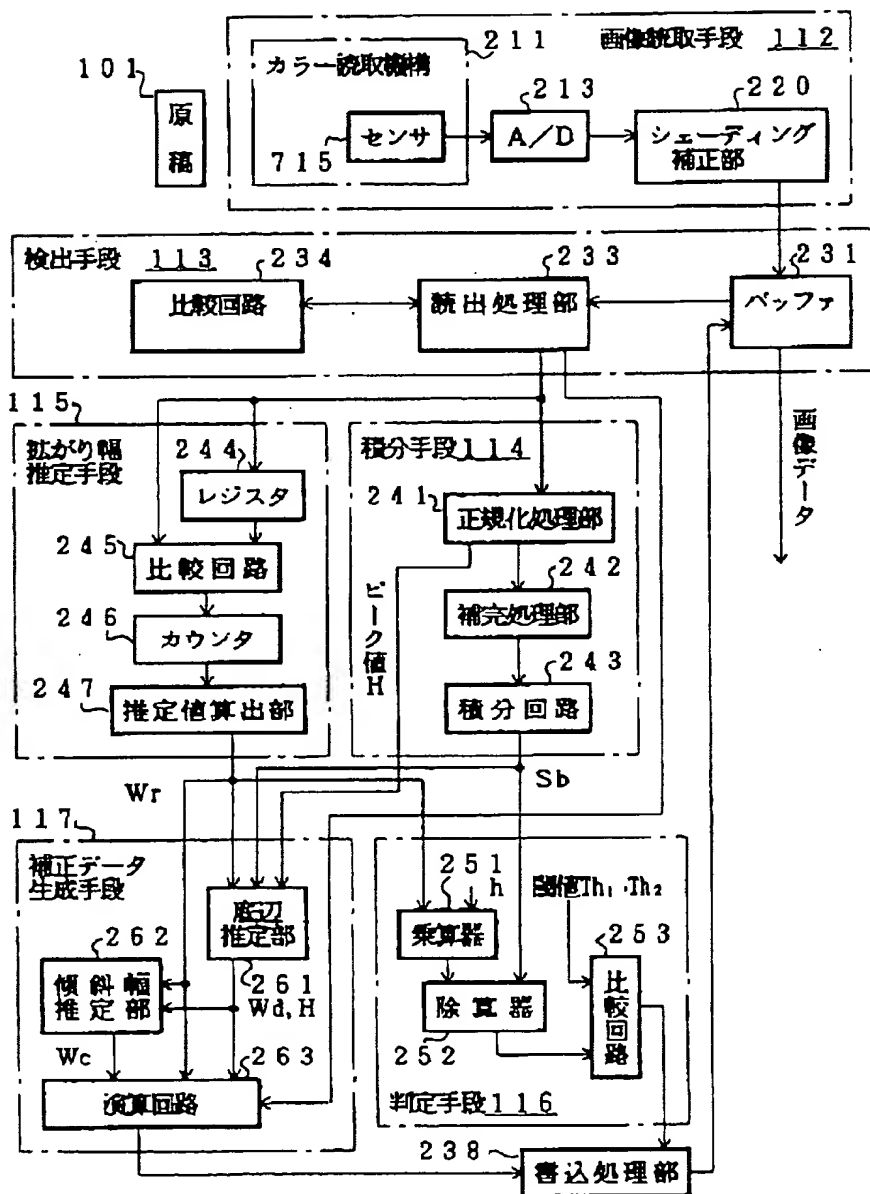 211
画像読取手段 112
カラー読取機構
101
213
220
原稿
センサ
A/D
シェーディング
補正部
715
検出手段 113
234
233
231
比較回路
読出処理部
バッファ
115
拡がり幅
推定手段
244
積分手段 114
画像データ
レジスタ
241
正規化処理部
245
比較回路
242
246
補完処理部
カウンタ
ピーク値H
243
247
推定値算出部
積分回路
Wr
Sb
117
補正データ
生成手段
251
h
閾値Th₁,Th₂
底辺
推定部
乗算器
253
262
傾斜幅
推定部
261
Wd,H
除算器
比較回路
252
Wc
263
演算回路
判定手段 116
238
書込処理部